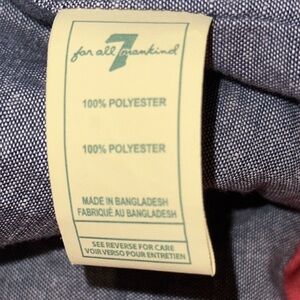 7
for all mankind
100% POLYESTER
100% POLYESTER
MADE IN BANGLADESH
FABRIQUÉ AU BANGLADESH
SEE REVERSE FOR CARE
VOIR VERSO POUR ENTRETIEN